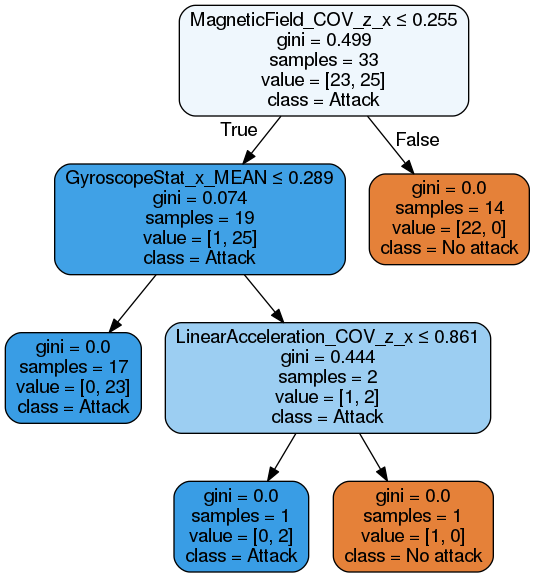 MagneticField_COV_z_x ≤ 0.255
gini = 0.499
samples = 33
value = [23, 25]
class = Attack
True
False
GyroscopeStat_x_MEAN ≤ 0.289
gini = 0.074
samples = 19
value = [1, 25]
class = Attack
gini = 0.0
samples = 14
value = [22, 0]
class = No attack
gini = 0.0
samples = 17
value = [0, 23]
class = Attack
LinearAcceleration_COV_z_x ≤ 0.861
gini = 0.444
samples = 2
value = [1, 2]
class = Attack
gini = 0.0
samples = 1
value = [0, 2]
class = Attack
gini = 0.0
samples = 1
value = [1, 0]
class = No attack